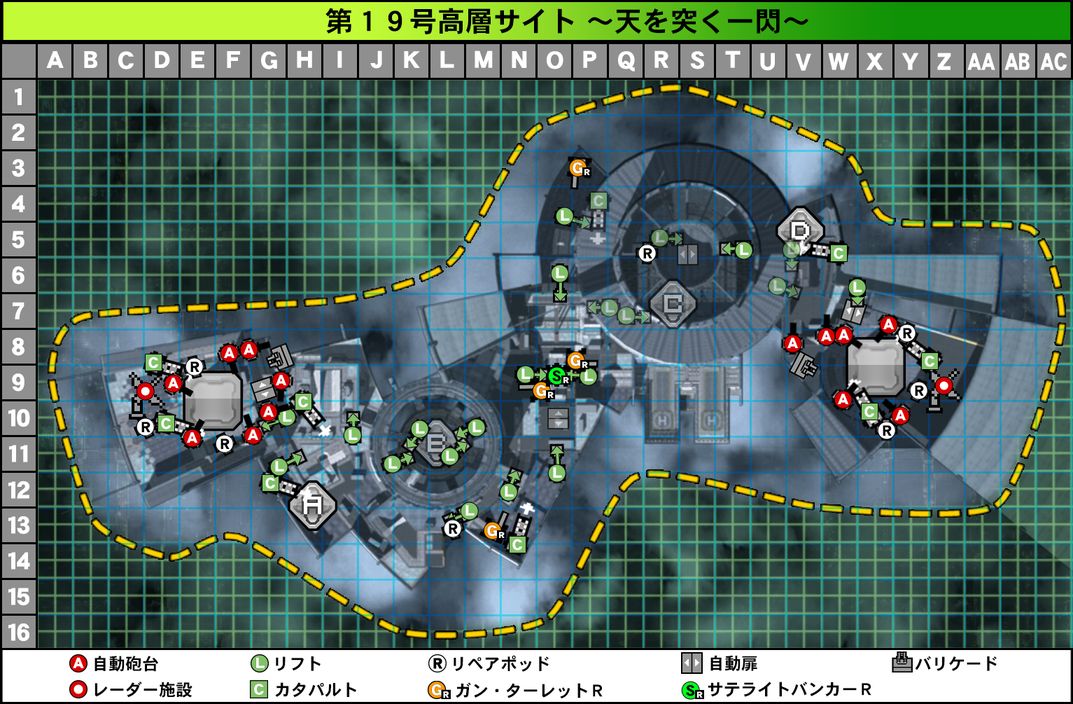 第１９号高層サイト ～天を突く一閃～
A B C D E F G H I J K L M N O P Q R S T U V W X Y Z AA AB AC
1
2
3
G R
4
C
L
5
D
L
R
L
C
6
L
L
L
7
L
L
C
A
R
8
A
A
A
A
C
R
A
G R
C
9
A
A
L
S R
L
R
G R
10
C
A
C
A
C
A
L
R
A
A
R
L
L
B
L
R
11
L
L
L
L
12
C
A
L
13
L
R
G R
C
14
15
16
A 自動砲台
L リフト
R リペアポッド
自動扉
バリケード
レーダー施設
C カタパルト
G R ガン・ターレットR
S R サテライトバンカーR